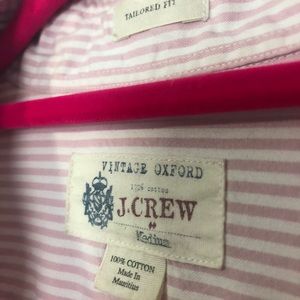 TAILORED FIT
VINTAGE OXFORD
100% cotton
J.CREW
Medium
100% COTTON
Made In
Mauritius